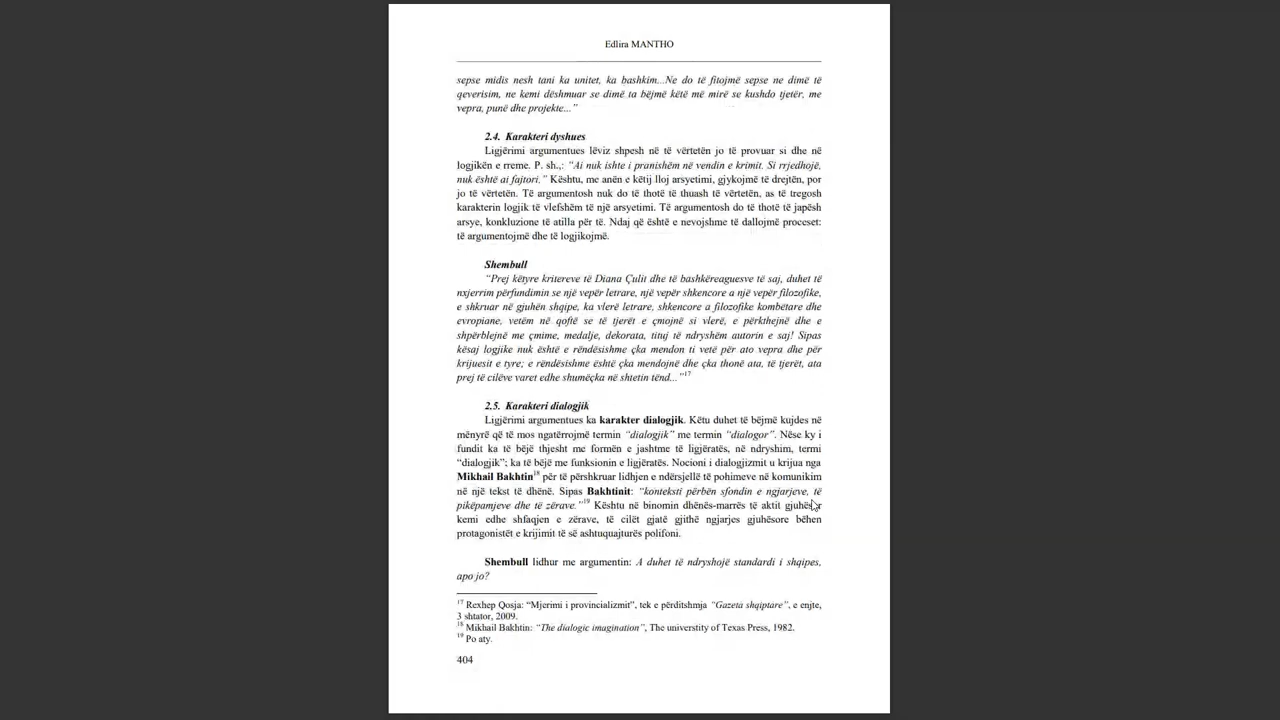 Edlira MANTHO
sepse midis nesh tani ka unitet, ka bashkim...Ne do të fitojmë sepse ne dimë të
qeverisim, ne kemi dëshmuar se dimë ta bëjmë këtë më mirë se kushdo tjetër, me
vepra, punë dhe projekte...”
2.4. Karakteri dyshues
Ligjërimi argumentues lëviz shpesh në të vërtetën jo të provuar si dhe në
logjikën e rreme. P. sh.,: “Ai nuk ishte i pranishëm në vendin e krimit. Si rrjedhojë,
nuk është ai fajtori.” Kështu, me anën e këtij lloj arsyetimi, gjykojmë të drejtën, por
jo të vërtetën. Të argumentosh nuk do të thotë të thuash të vërtetën, as të tregosh
karakterin logjik të vlefshëm të një arsyetimi. Të argumentosh do të thotë të japësh
arsye, konkluzione të atilla për të. Ndaj që është e nevojshme të dallojmë proceset:
të argumentojmë dhe të logjikojmë.
Shembull
“Prej këtyre kritereve të Diana Çulit dhe të bashkëreaguesve të saj, duhet të
nxjerrim përfundimin se një vepër letrare, një vepër shkencore a një vepër filozofike,
e shkruar në gjuhën shqipe, ka vlerë letrare, shkencore a filozofike kombëtare dhe
evropiane, vetëm në qoftë se të tjerët e çmojnë si vlerë, e përkthejnë dhe e
shpërblejnë me çmime, medalje, dekorata, tituj të ndryshëm autorin e saj! Sipas
kësaj logjike nuk është e rëndësishme çka mendon ti vetë për ato vepra dhe për
krijuesit e tyre; e rëndësishme është çka mendojnë dhe çka thonë ata, të tjerët, ata
prej të cilëve varet edhe shumëçka në shtetin tënd...”17
2.5. Karakteri dialogjik
Ligjërimi argumentues ka karakter dialogjik. Këtu duhet të bëjmë kujdes në
mënyrë që të mos ngatërrojmë termin “dialogjik” me termin “dialogor”. Nëse ky i
fundit ka të bëjë thjesht me formën e jashtme të ligjëratës, në ndryshim, termi
“dialogjik”; ka të bëjë me funksionin e ligjëratës. Nocioni i dialogjizmit u krijua nga
Mikhail Bakhtin18 për të përshkruar lidhjen e ndërsjellë të pohimeve në komunikim
në një tekst të dhënë. Sipas Bakhtinit: “konteksti përbën sfondin e ngjarjeve, të
pikëpamjeve dhe të zërave.”19 Kështu në binomin dhënës-marrës të aktit gjuhësor
kemi edhe shfaqjen e zërave, të cilët gjatë gjithë ngjarjes gjuhësore bëhen
protagonistët e krijimit të së ashtuquajturës polifoni.
Shembull lidhur me argumentin: A duhet të ndryshojë standardi i shqipes,
apo jo?
17 Rexhep Qosja: “Mjerimi i provincializmit”, tek e përditshmja “Gazeta shqiptare”, e enjte,
3 shtator, 2009.
18 Mikhail Bakhtin: “The dialogic imagination”, The universtity of Texas Press, 1982.
19 Po aty.
404